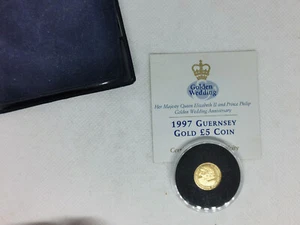 Golden
Wedding
Her Majesty Queen Elizabeth II and Prince Philip
Golden Wedding Anniversary
1997 GUERNSEY
GOLD £5 COIN